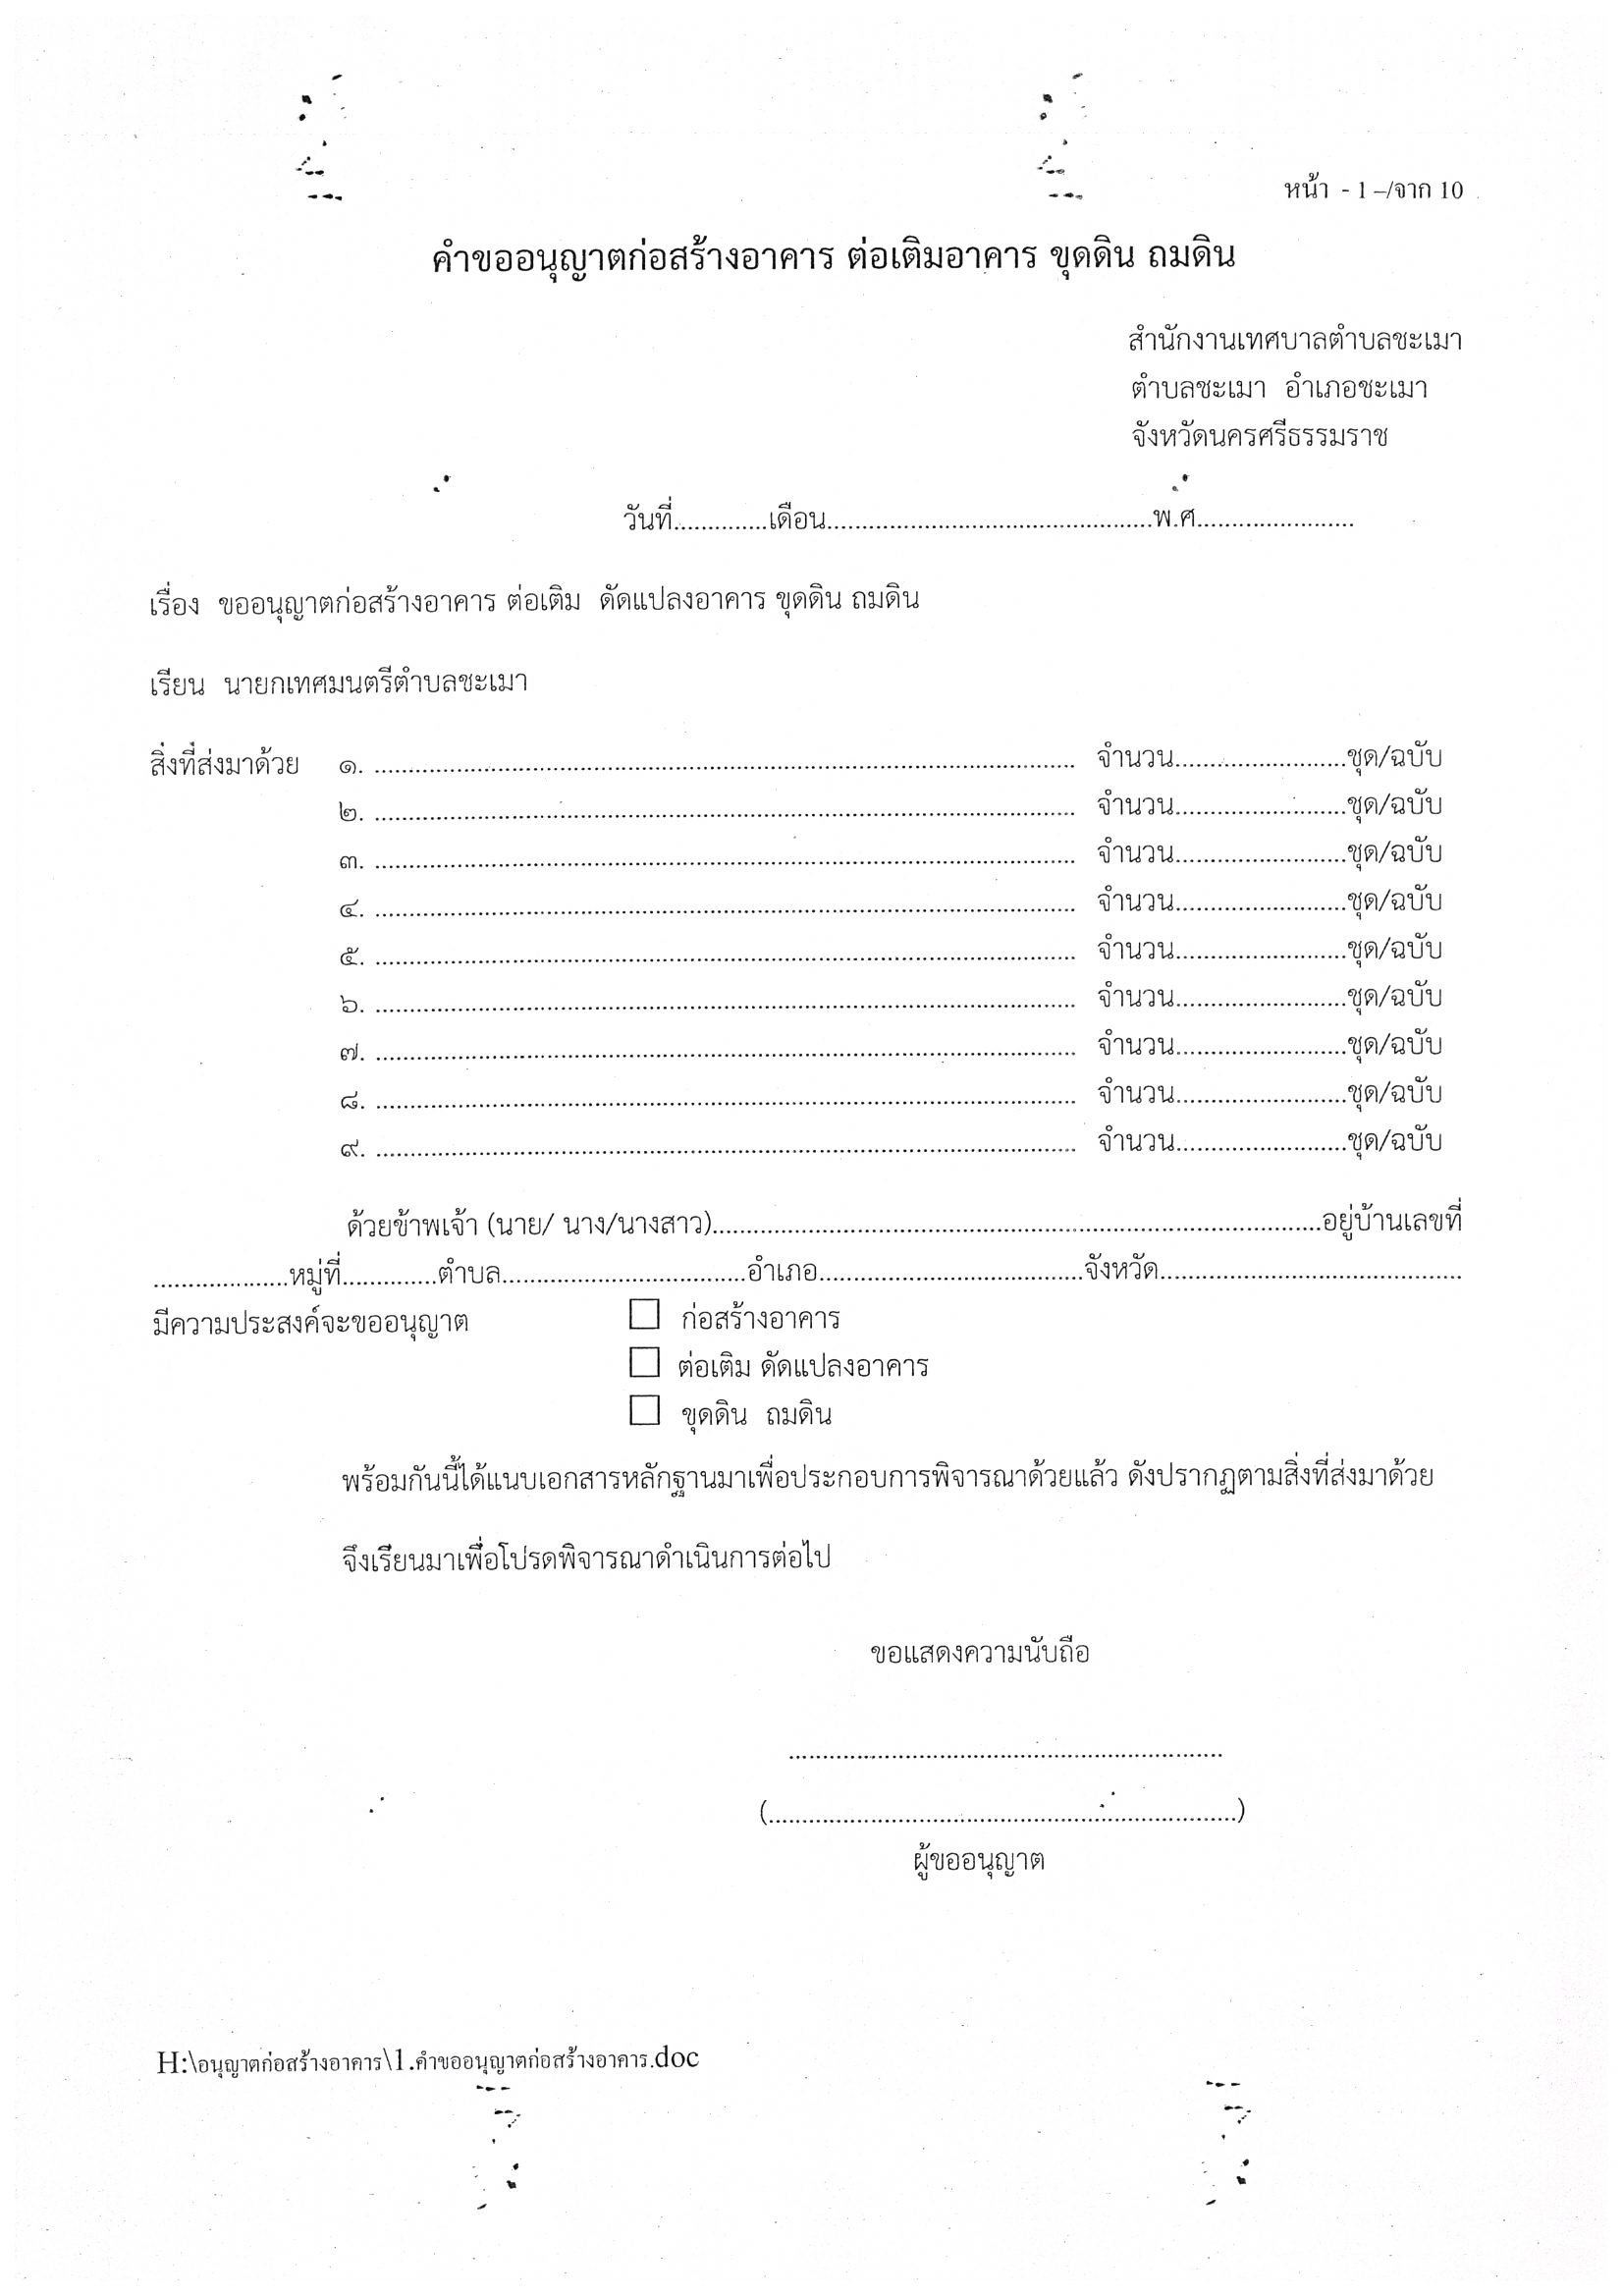 หน้า - 1 –/จาก 10
คำขออนุญาตก่อสร้างอาคาร ต่อเติมอาคาร ขุดดิน ถมดิน
สำนักงานเทศบาลตำบลชะเมา
ตำบลชะเมา อำเภอชะเมา
จังหวัดนครศรีธรรมราช
วันที่..............เดือน................................................พ.ศ.......................
เรื่อง ขออนุญาตก่อสร้างอาคาร ต่อเติม ดัดแปลงอาคาร ขุดดิน ถมดิน
เรียน นายกเทศมนตรีตำบลชะเมา
สิ่งที่ส่งมาด้วย ๑. ........................................................................................................ จำนวน.........................ชุด/ฉบับ
๒. ........................................................................................................ จำนวน.........................ชุด/ฉบับ
๓. ........................................................................................................ จำนวน.........................ชุด/ฉบับ
๔. ........................................................................................................ จำนวน.........................ชุด/ฉบับ
๕. ........................................................................................................ จำนวน.........................ชุด/ฉบับ
๖. ........................................................................................................ จำนวน.........................ชุด/ฉบับ
๗. ........................................................................................................ จำนวน.........................ชุด/ฉบับ
๘. ........................................................................................................ จำนวน.........................ชุด/ฉบับ
๙. ........................................................................................................ จำนวน.........................ชุด/ฉบับ
ด้วยข้าพเจ้า (นาย/ นาง/นางสาว)..........................................................................................อยู่บ้านเลขที่
....................หมู่ที่..............ตำบล....................................อำเภอ.......................................จังหวัด.............................................
มีความประสงค์จะขออนุญาต ☐ ก่อสร้างอาคาร
☐ ต่อเติม ดัดแปลงอาคาร
☐ ขุดดิน ถมดิน
พร้อมกันนี้ได้แนบเอกสารหลักฐานมาเพื่อประกอบการพิจารณาด้วยแล้ว ดังปรากฏตามสิ่งที่ส่งมาด้วย
จึงเรียนมาเพื่อโปรดพิจารณาดำเนินการต่อไป
ขอแสดงความนับถือ
................................................................
(.....................................................................)
ผู้ขออนุญาต
H:\อนุญาตก่อสร้างอาคาร\1.คำขออนุญาตก่อสร้างอาคาร.doc